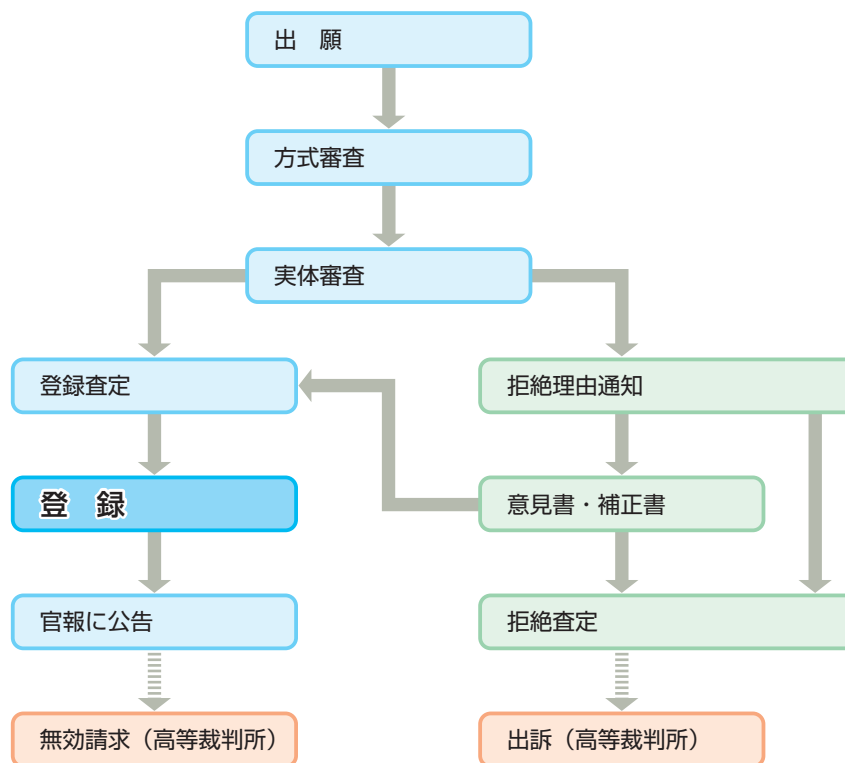 出　願
方式審査
実体審査
登録査定
拒絶理由通知
登　録
意見書・補正書
官報に公告
拒絶査定
無効請求（高等裁判所）
出訴（高等裁判所）